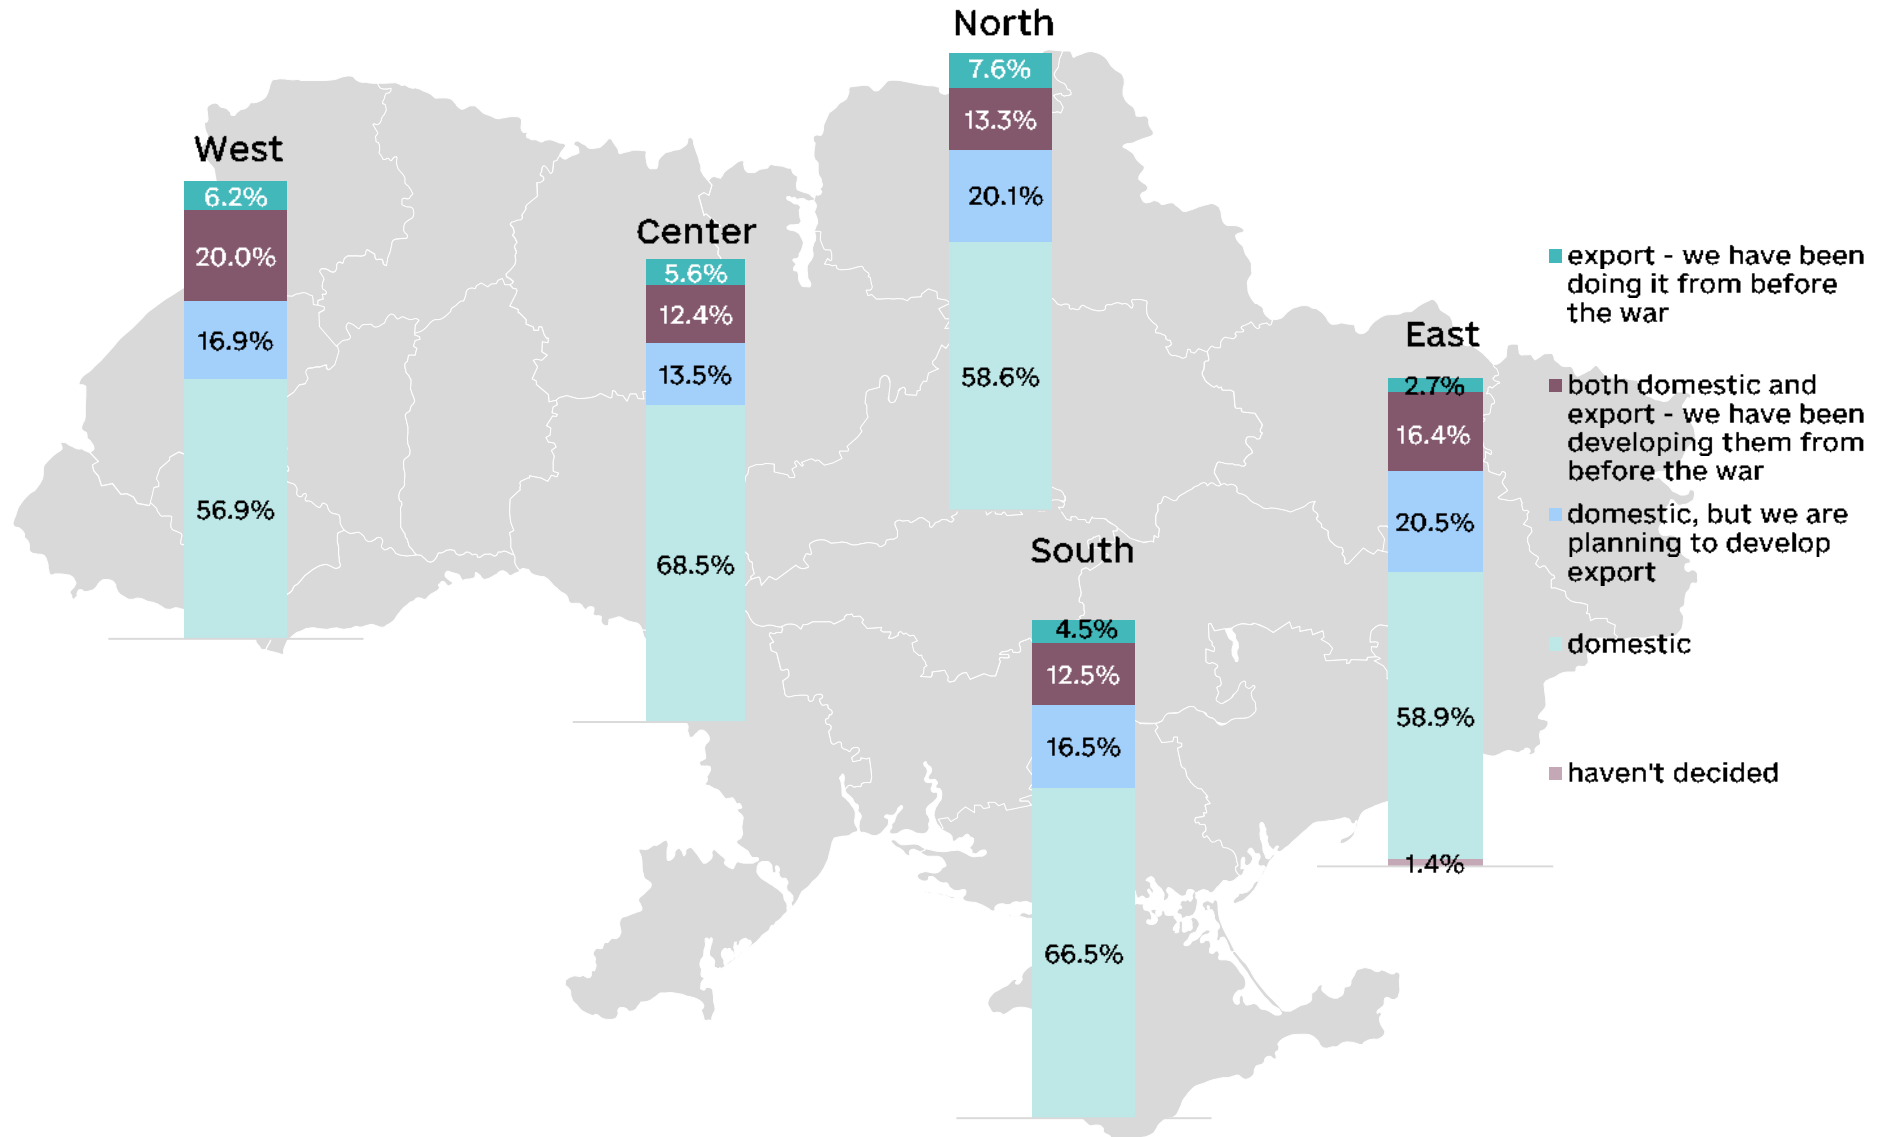 North
7.6%
13.3%
20.1%
58.6%
West
6.2%
20.0%
16.9%
56.9%
Center
5.6%
12.4%
13.5%
68.5%
South
4.5%
12.5%
16.5%
66.5%
East
2.7%
16.4%
20.5%
58.9%
1.4%
export - we have been
doing it from before
the war
both domestic and
export - we have been
developing them from
before the war
domestic, but we are
planning to develop
export
domestic
haven't decided